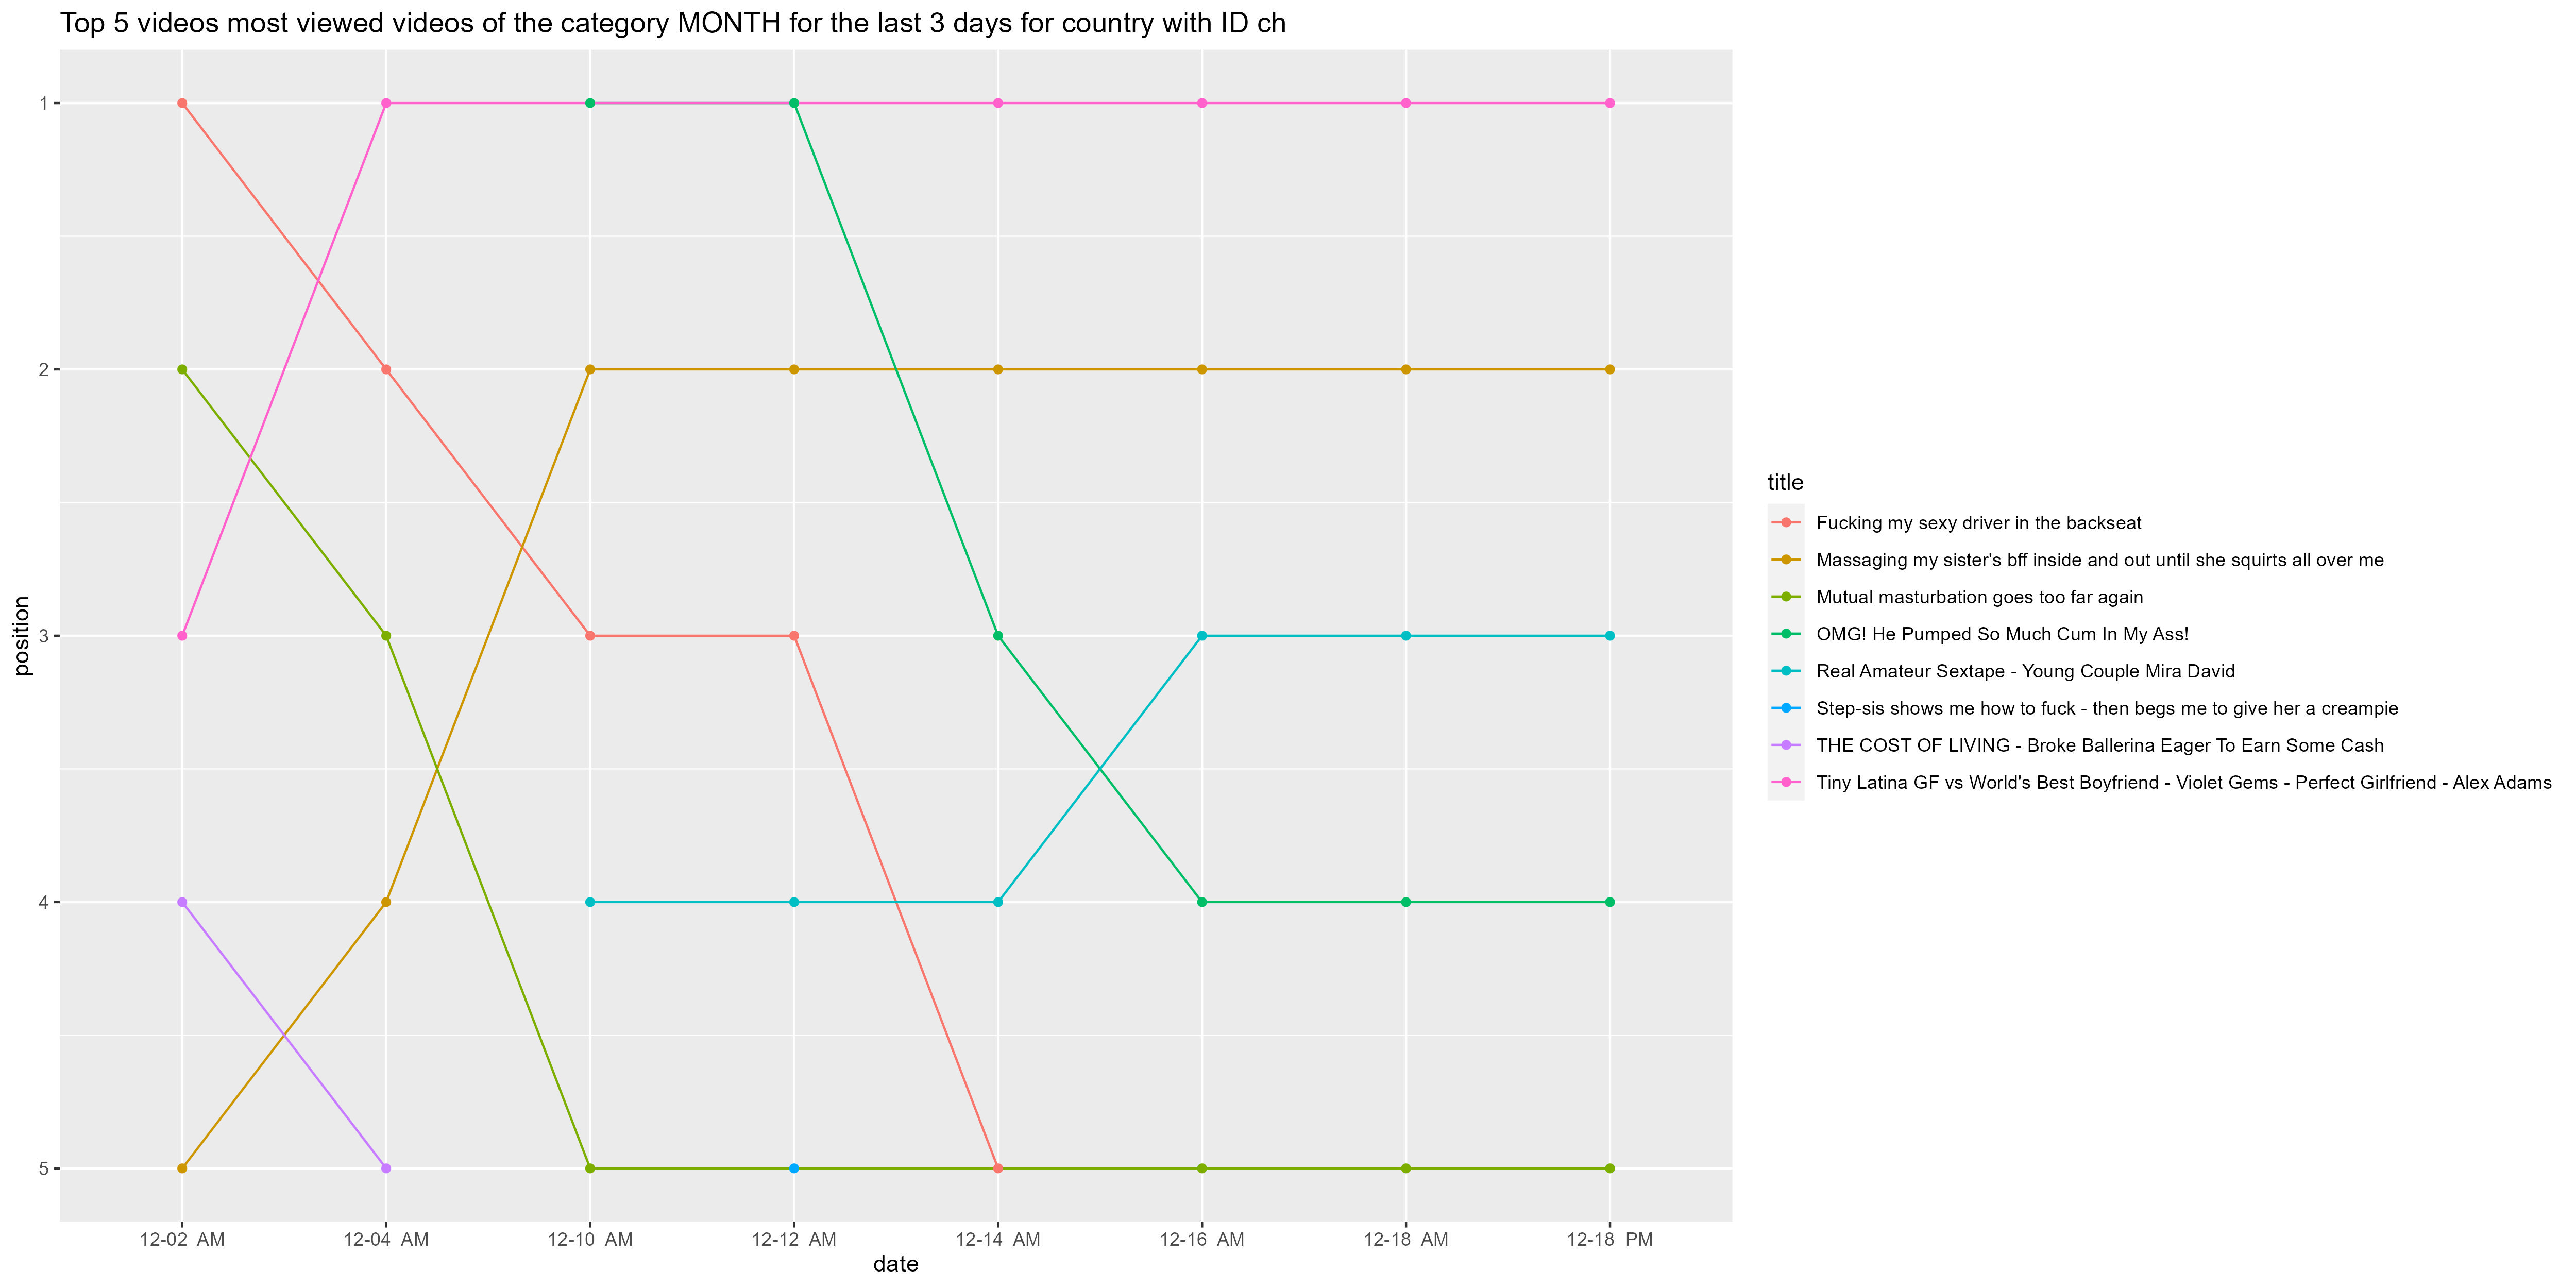 Top 5 videos most viewed videos of the category MONTH for the last 3 days for country with ID ch
position
1
2
3
4
5
12-02 AM
12-04 AM
12-10 AM
12-12 AM
12-14 AM
12-16 AM
12-18 AM
12-18 PM
date
title
Fucking my sexy driver in the backseat
Massaging my sister's bff inside and out until she squirts all over me
Mutual masturbation goes too far again
OMG! He Pumped So Much Cum In My Ass!
Real Amateur Sextape - Young Couple Mira David
Step-sis shows me how to fuck - then begs me to give her a creampie
THE COST OF LIVING - Broke Ballerina Eager To Earn Some Cash
Tiny Latina GF vs World's Best Boyfriend - Violet Gems - Perfect Girlfriend - Alex Adams